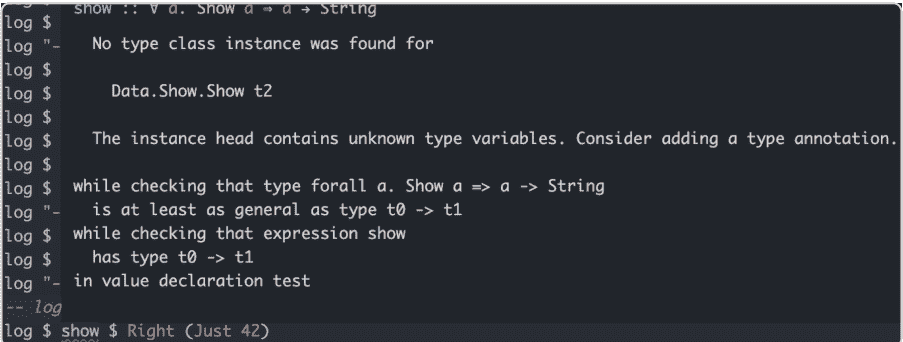 show :: ∀ a. Show a ⇒ a → String
log $
log "- No type class instance was found for
log $
log $ Data.Show.Show t2
log $
log $ The instance head contains unknown type variables. Consider adding a type annotation.
log $
log $ while checking that type forall a. Show a => a -> String
log "- is at least as general as type t0 -> t1
log $ while checking that expression show
log $ has type t0 -> t1
log "- in value declaration test
-- log
log $ show $ Right (Just 42)